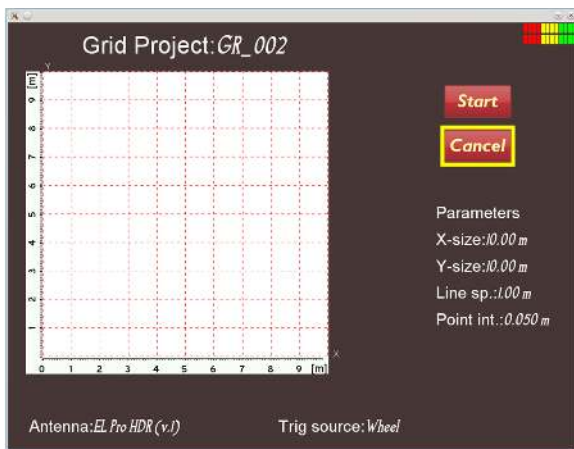 Grid Project:GR_002
Y
[m]
9
8
7
6
5
4
3
2
1
0 1 2 3 4 5 6 7 8 9 [m]
X
Start
Cancel
Parameters
X-size:10.00 m
Y-size:10.00 m
Line sp.:1.00 m
Point int.:0.050 m
Antenna:EL Pro HDR (v.1)
Trig source:Wheel